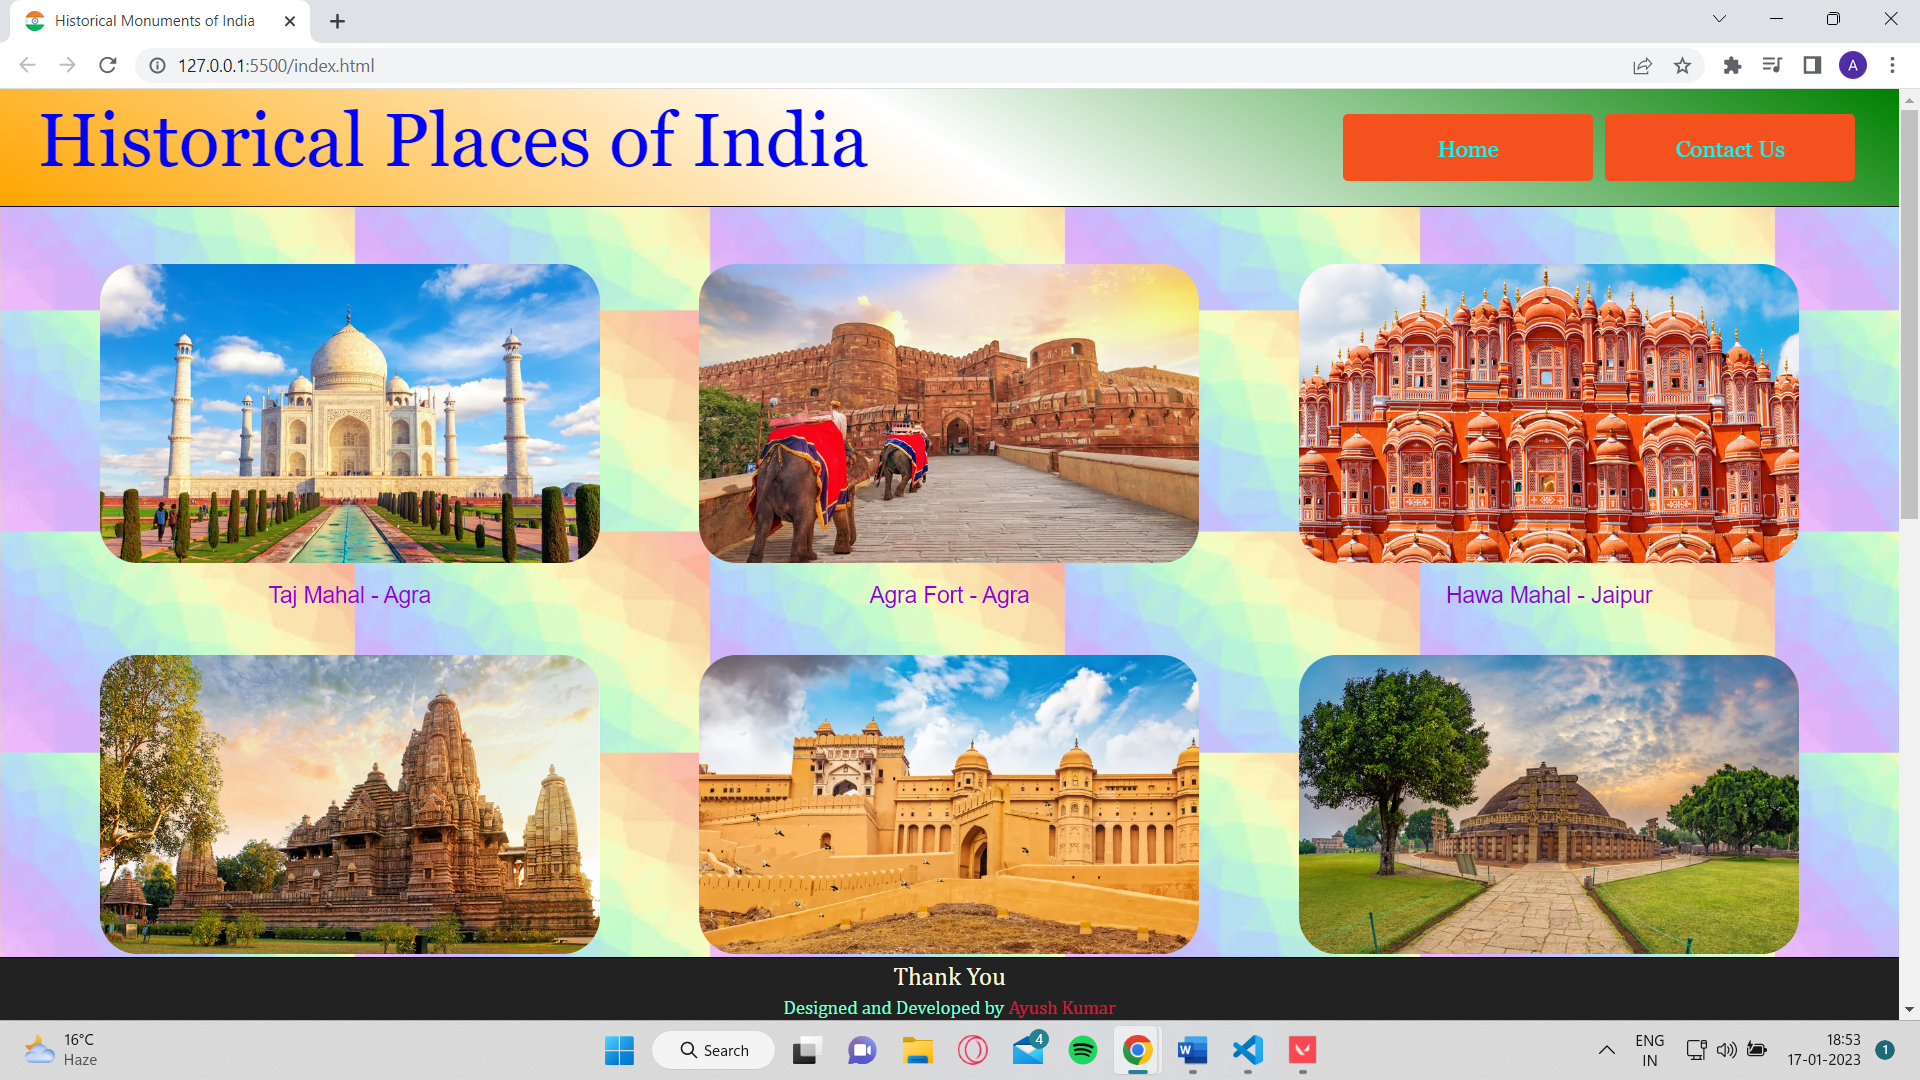 Historical Monuments of India
127.0.0.1:5500/index.html
A
Historical Places of India
Home
Contact Us
Taj Mahal - Agra
Agra Fort - Agra
Hawa Mahal - Jaipur
Thank You
Designed and Developed by Ayush Kumar
16°C
Haze
Search
4
W
ENG
IN
18:53
17-01-2023
1